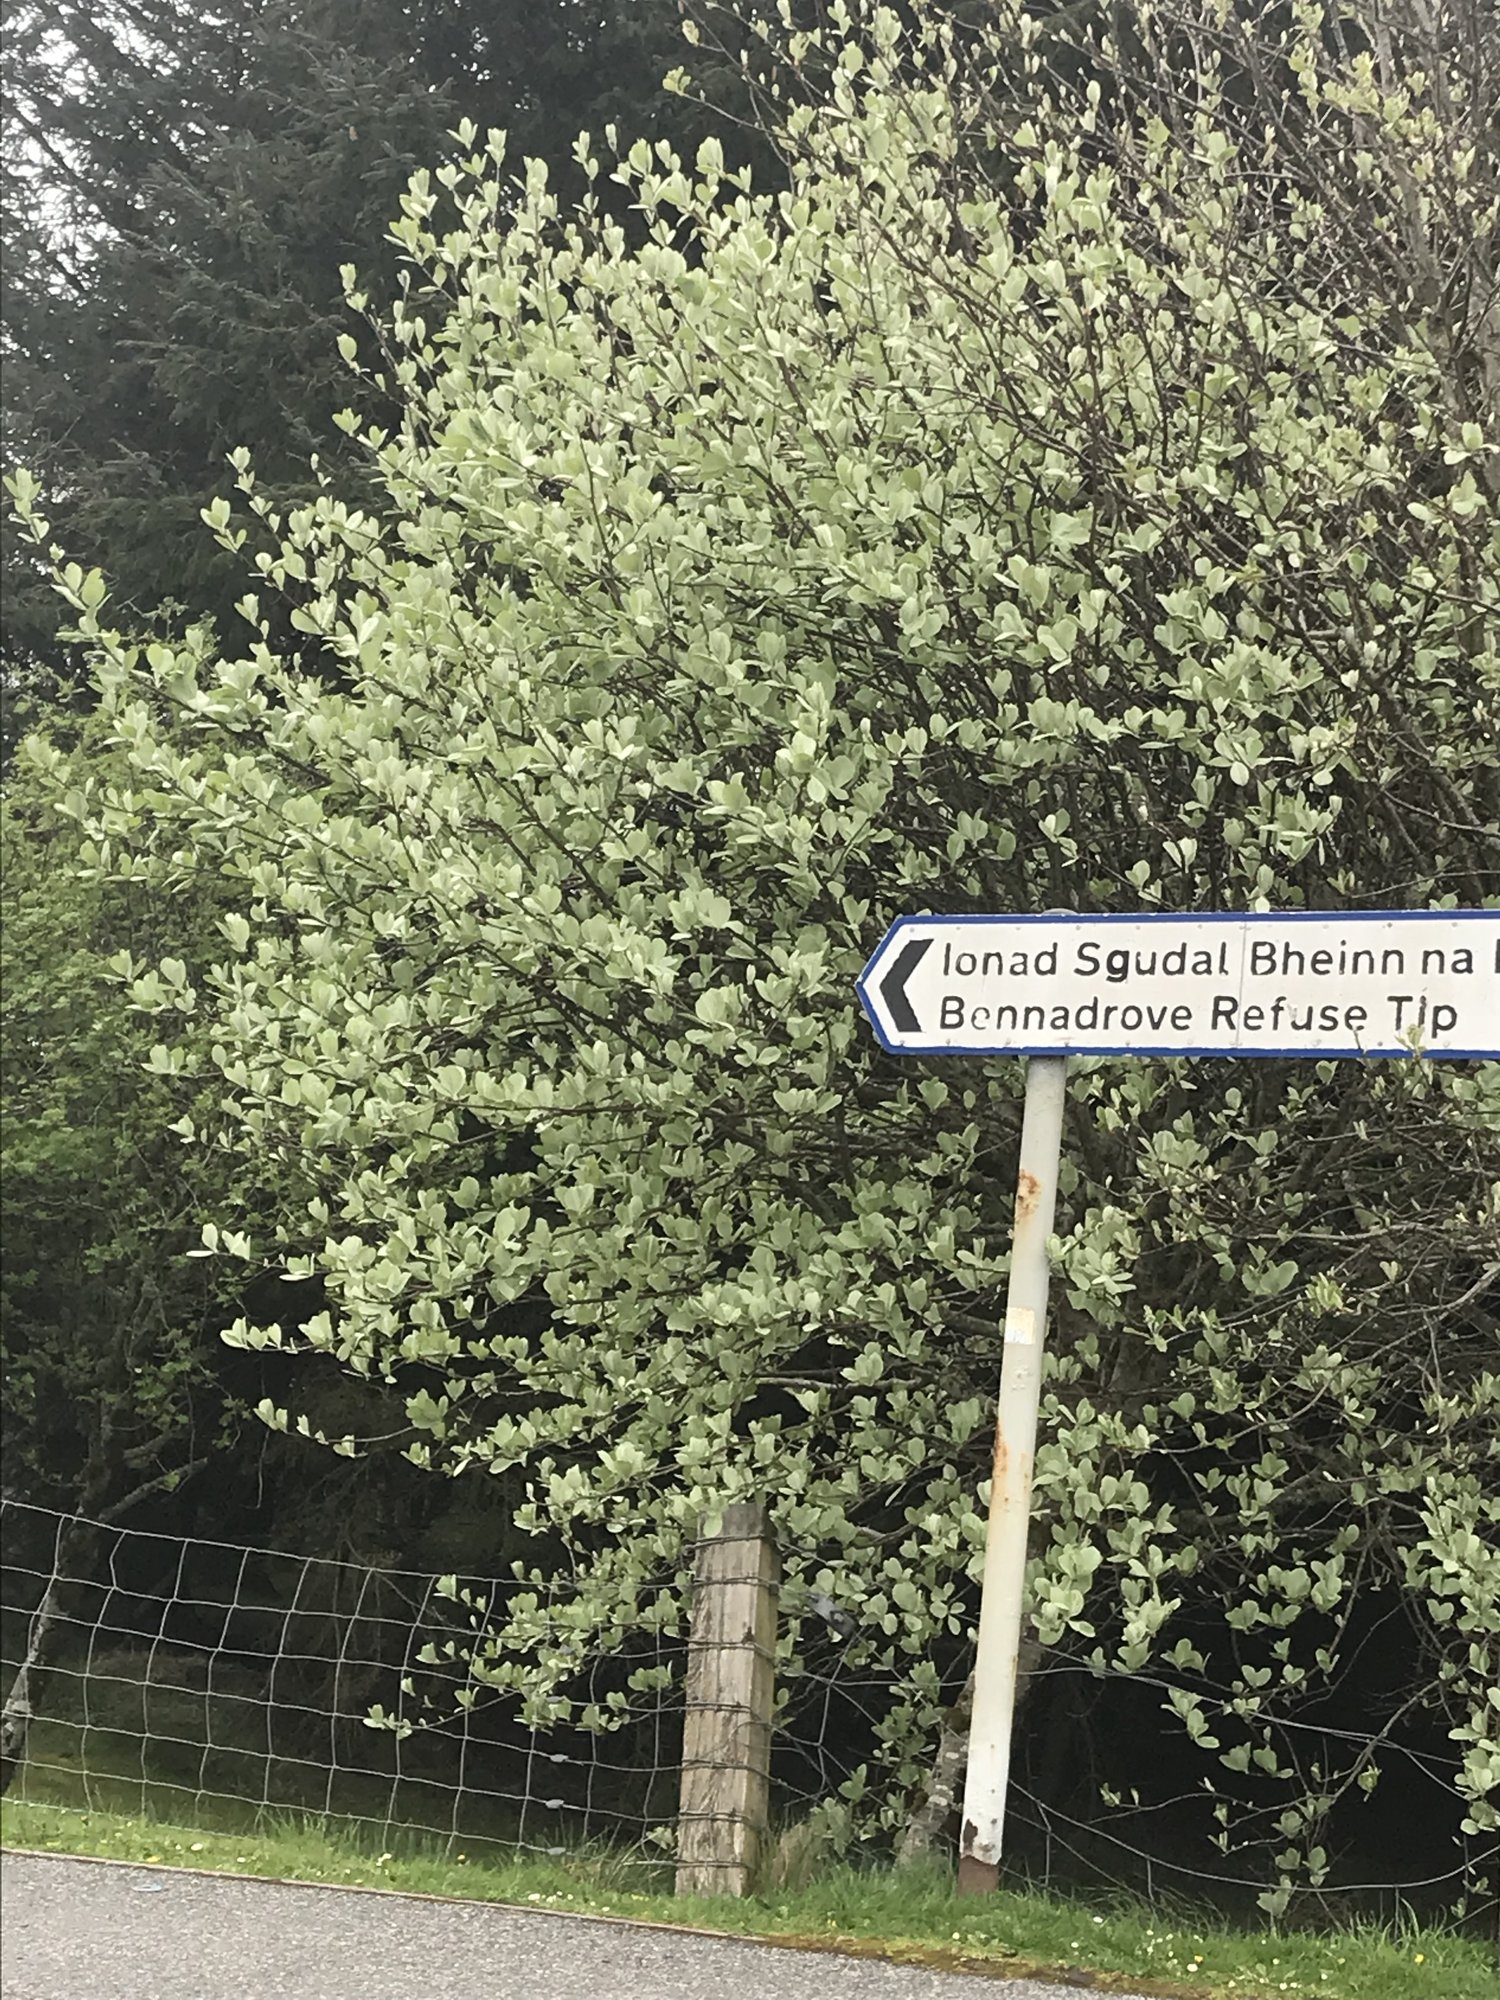 Ionad Sgudal Bheinn na
Bennadrove Refuse Tip